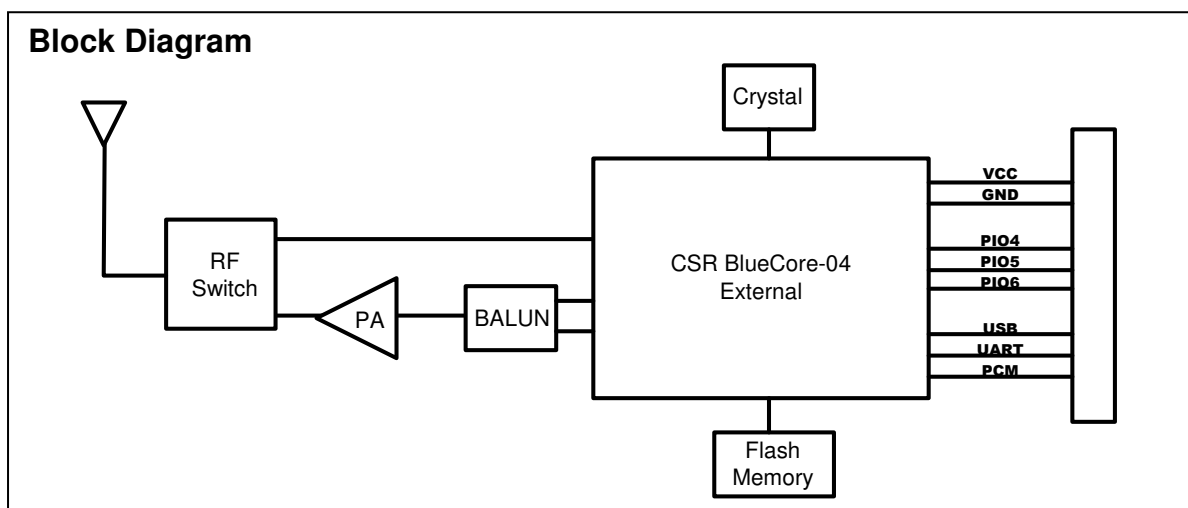 Block Diagram
Crystal
VCC
GND
RF
Switch
CSR BlueCore-04
External
PIO4
PIO5
PIO6
PA
BALUN
USB
UART
PCM
Flash
Memory